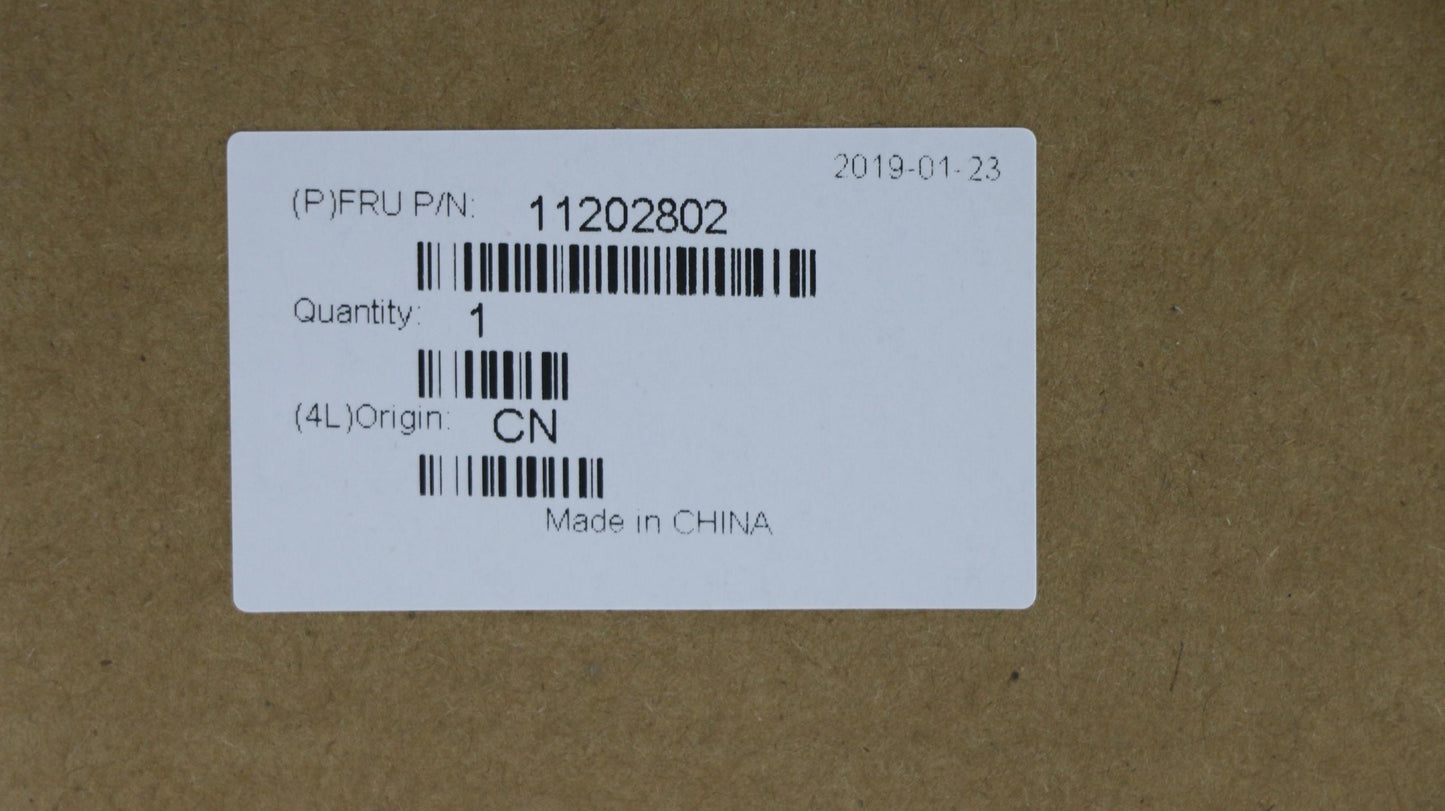 2019-01-23
(P)FRU P/N: 11202802
Quantity: 1
(4L)Origin: CN
Made in CHINA